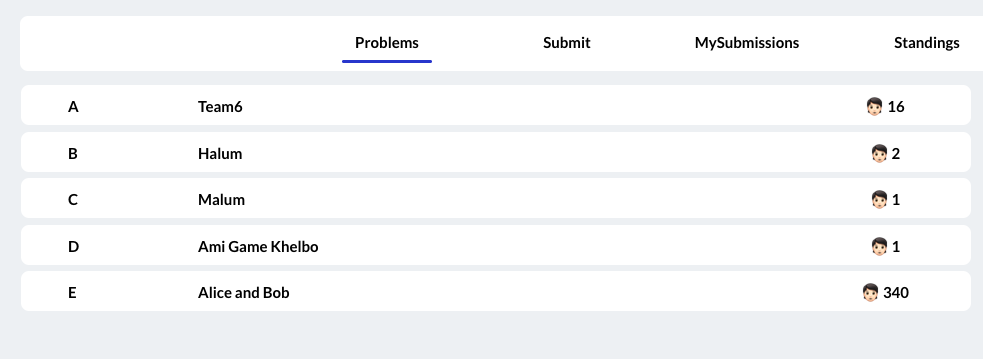 Problems Submit MySubmissions Standings
A Team6 16
B Halum 2
C Malum 1
D Ami Game Khelbo 1
E Alice and Bob 340